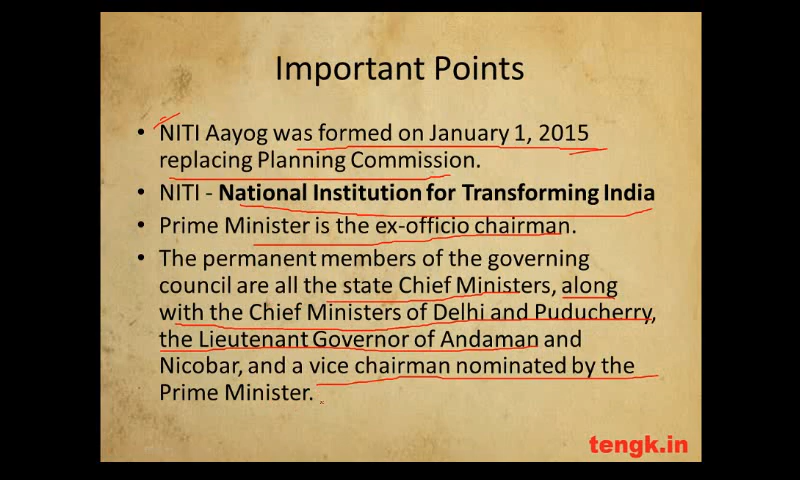 Important Points
• NITI Aayog was formed on January 1, 2015
replacing Planning Commission.
• NITI - National Institution for Transforming India
• Prime Minister is the ex-officio chairman.
• The permanent members of the governing
council are all the state Chief Ministers, along
with the Chief Ministers of Delhi and Puducherry,
the Lieutenant Governor of Andaman and
Nicobar, and a vice chairman nominated by the
Prime Minister.
tengk.in